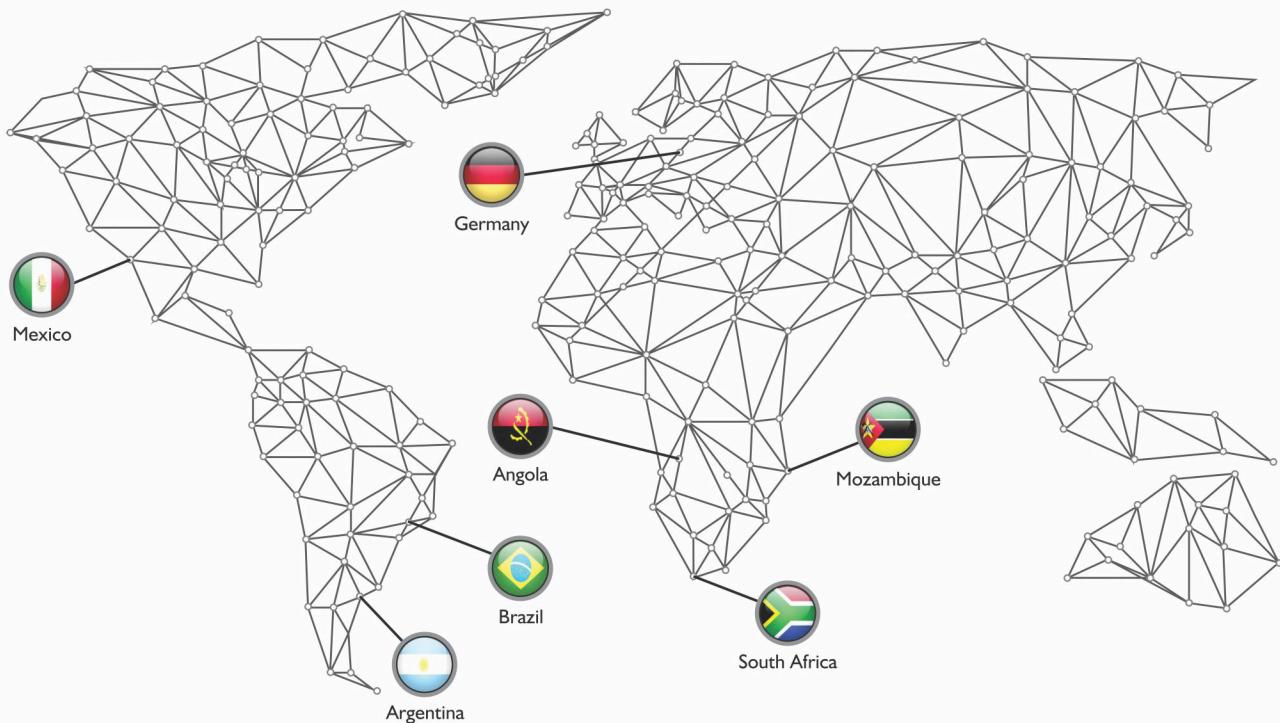 Germany
Mexico
Angola
Mozambique
Brazil
South Africa
Argentina